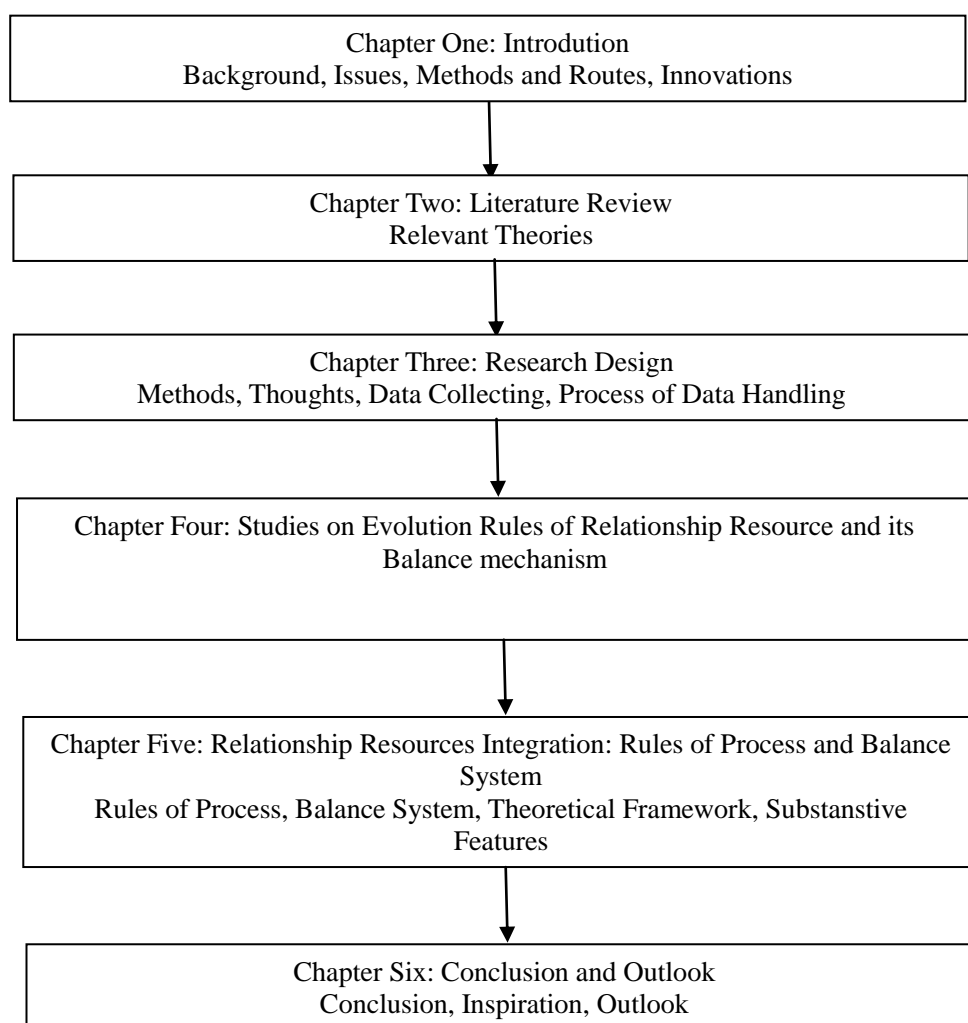 Chapter One: Introdution
Background, Issues, Methods and Routes, Innovations
Chapter Two: Literature Review
Relevant Theories
Chapter Three: Research Design
Methods, Thoughts, Data Collecting, Process of Data Handling
Chapter Four: Studies on Evolution Rules of Relationship Resource and its
Balance mechanism
Chapter Five: Relationship Resources Integration: Rules of Process and Balance
System
Rules of Process, Balance System, Theoretical Framework, Substanstive
Features
Chapter Six: Conclusion and Outlook
Conclusion, Inspiration, Outlook